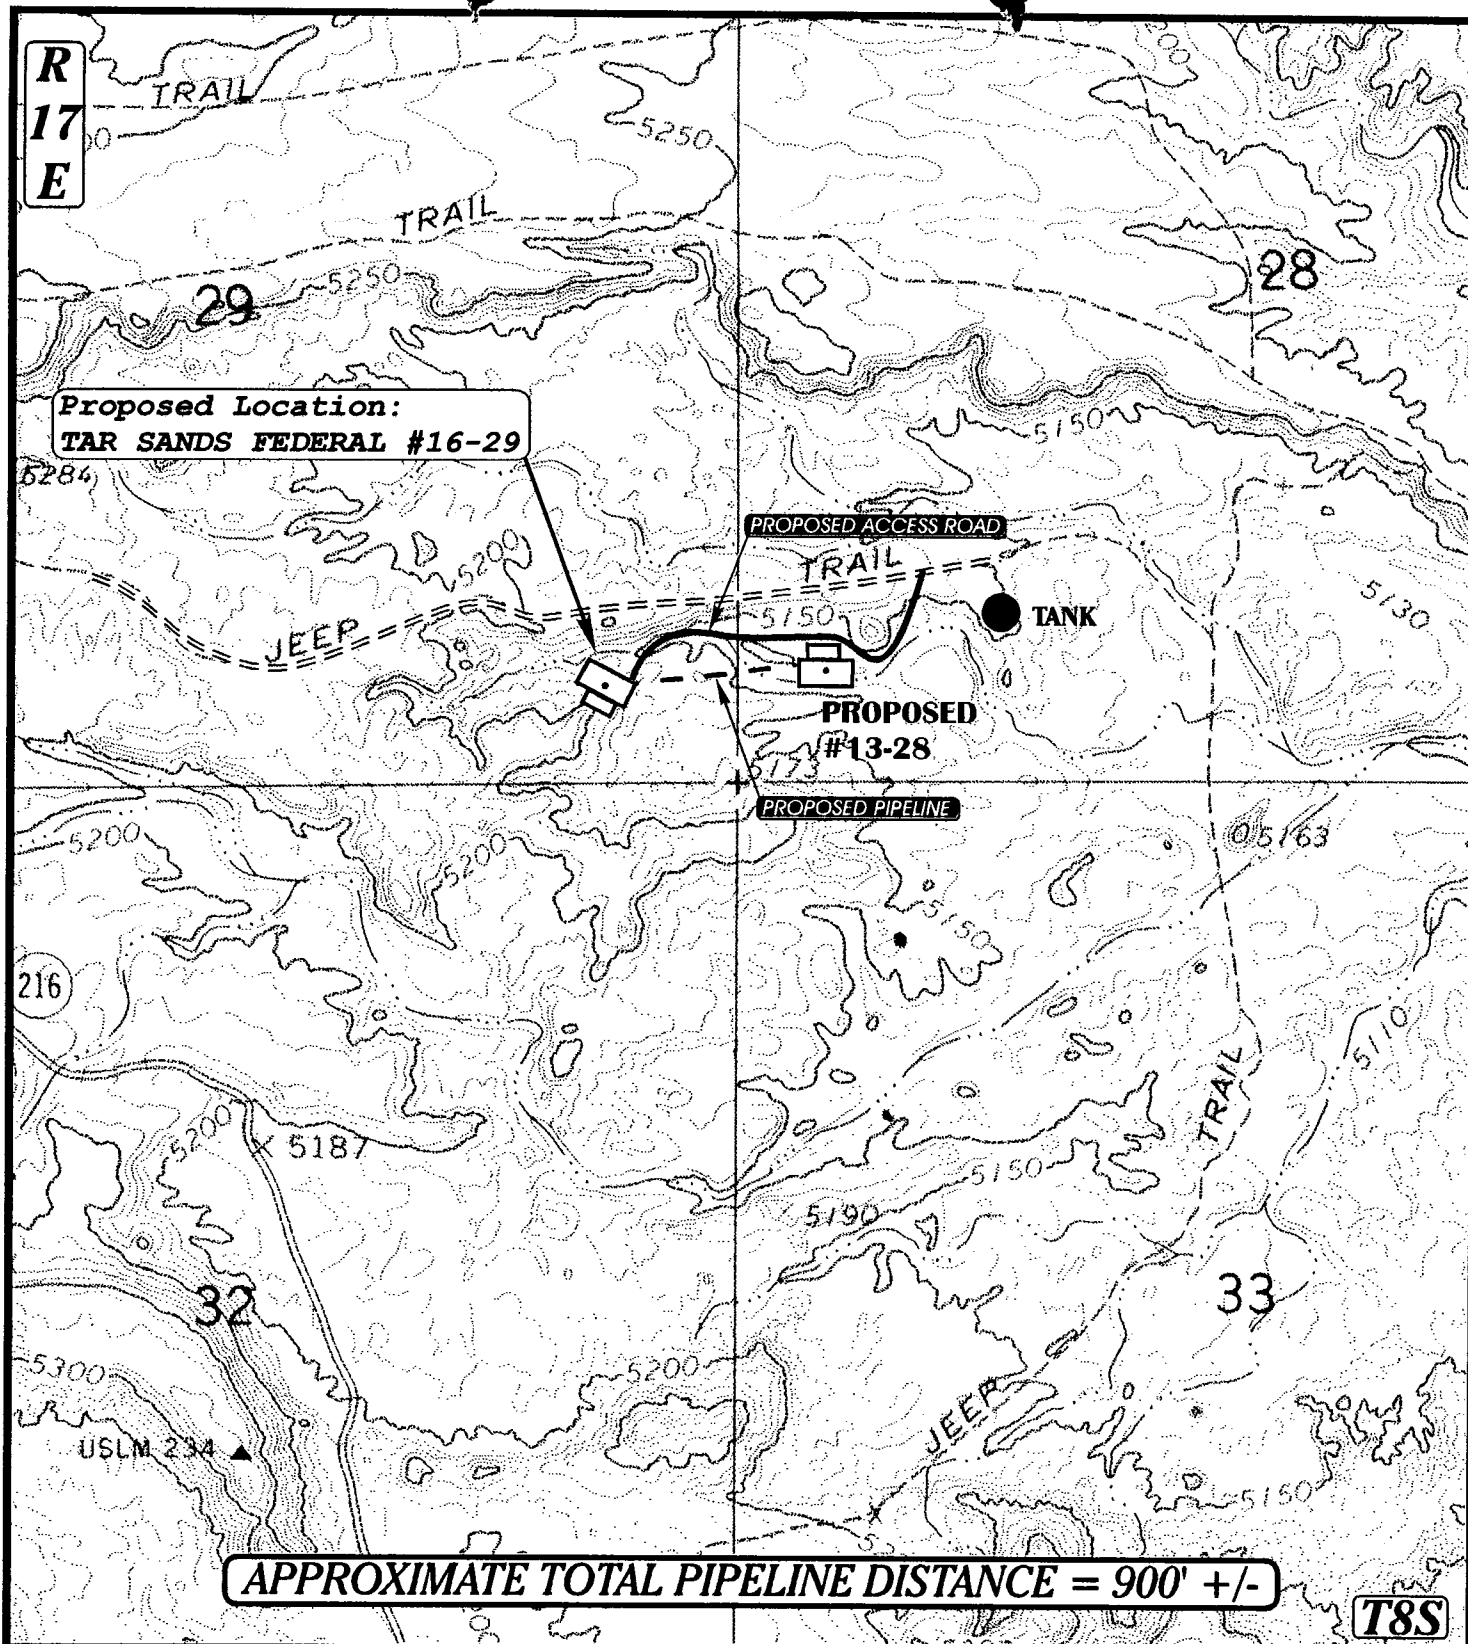 R
17
E
TRAIL
5250
TRAIL
28
5250
29
Proposed Location:
TAR SANDS FEDERAL #16-29
5150
5284
PROPOSED ACCESS ROAD
5200
TRAIL
5130
5150
TANK
JEEP
PROPOSED
#13-28
5173
PROPOSED PIPELINE
5200
5200
5163
5150
216
5110
TRAIL
5200
5187
5150
5190
32
33
5300
5200
JEEP
USLM 234
5150
APPROXIMATE TOTAL PIPELINE DISTANCE = 900' +/-
T8S